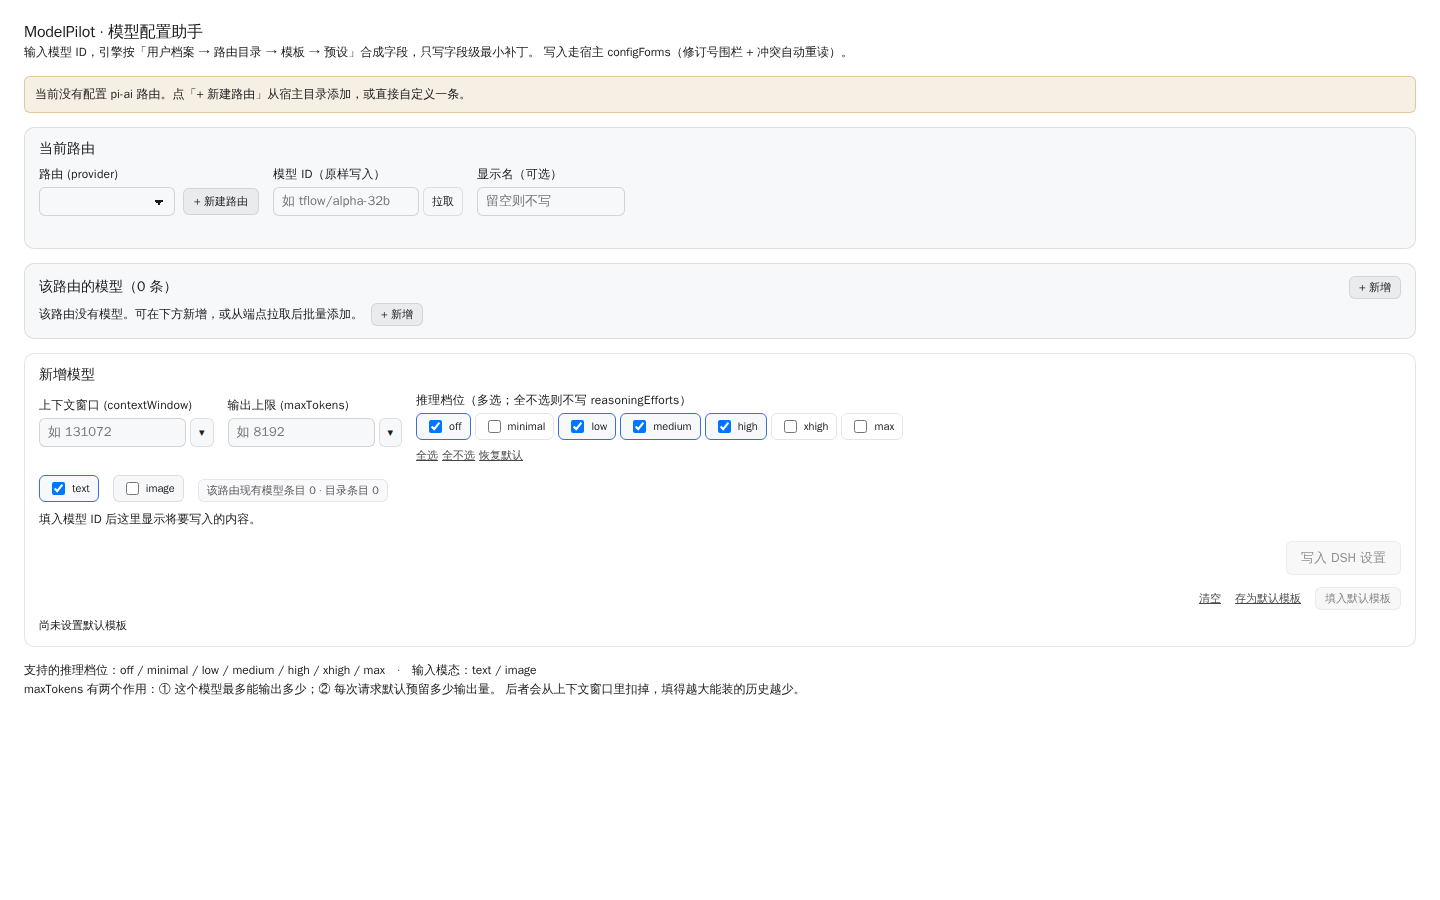 ModelPilot · 模型配置助手
输入模型 ID，引擎按「用户档案 → 路由目录 → 模板 → 预设」合成字段，只写字段级最小补丁。 写入走宿主 configForms（修订号围栏 + 冲突自动重读）。
当前没有配置 pi-ai 路由。点「+ 新建路由」从宿主目录添加，或直接自定义一条。
当前路由
路由 (provider)
模型 ID（原样写入）
显示名（可选）
+ 新建路由
如 tflow/alpha-32b
拉取
留空则不写
该路由的模型（0 条）
+ 新增
该路由没有模型。可在下方新增，或从端点拉取后批量添加。
+ 新增
新增模型
上下文窗口 (contextWindow)
输出上限 (maxTokens)
推理档位（多选；全不选则不写 reasoningEfforts）
如 131072
如 8192
off
minimal
low
medium
high
xhigh
max
全选 全不选 恢复默认
text
image
该路由现有模型条目 0 · 目录条目 0
填入模型 ID 后这里显示将要写入的内容。
写入 DSH 设置
清空
存为默认模板
填入默认模板
尚未设置默认模板
支持的推理档位：off / minimal / low / medium / high / xhigh / max · 输入模态：text / image
maxTokens 有两个作用：① 这个模型最多能输出多少；② 每次请求默认预留多少输出量。 后者会从上下文窗口里扣掉，填得越大能装的历史越少。